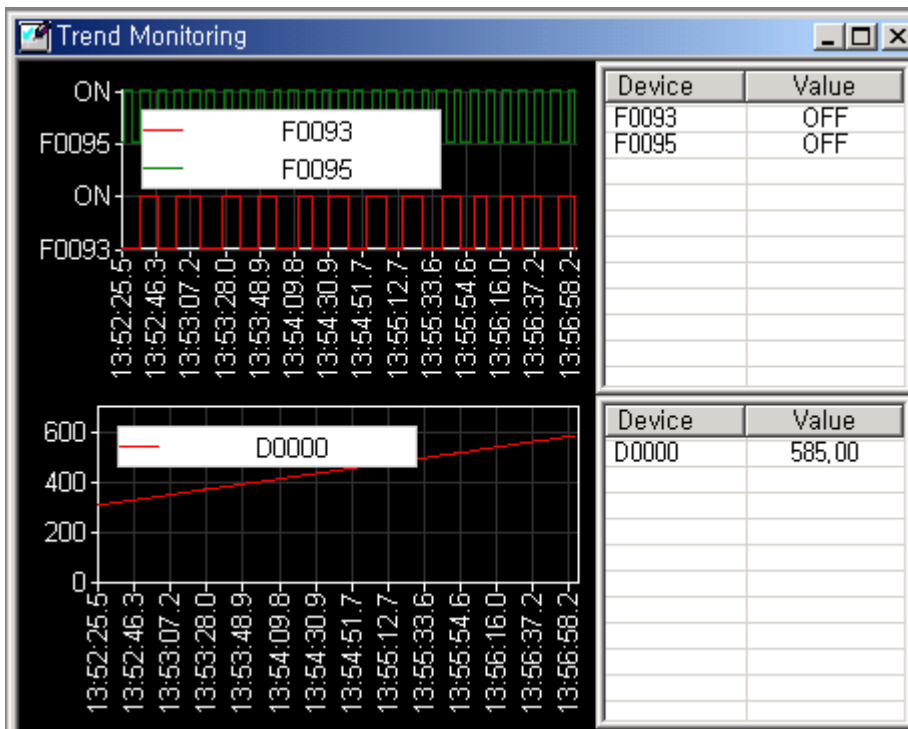 Trend Monitoring
ON
F0095
ON
F0093
F0093
F0095
13:52:25.5
13:52:46.3
13:53:07.2
13:53:28.0
13:53:48.9
13:54:09.8
13:54:30.9
13:54:51.7
13:55:12.7
13:55:33.6
13:55:54.6
13:56:16.0
13:56:37.2
13:56:58.2
Device Value
F0093 OFF
F0095 OFF
600
400
200
0
D0000
13:52:25.5
13:52:46.3
13:53:07.2
13:53:28.0
13:53:48.9
13:54:09.8
13:54:30.9
13:54:51.7
13:55:12.7
13:55:33.6
13:55:54.6
13:56:16.0
13:56:37.2
13:56:58.2
Device Value
D0000 585,00